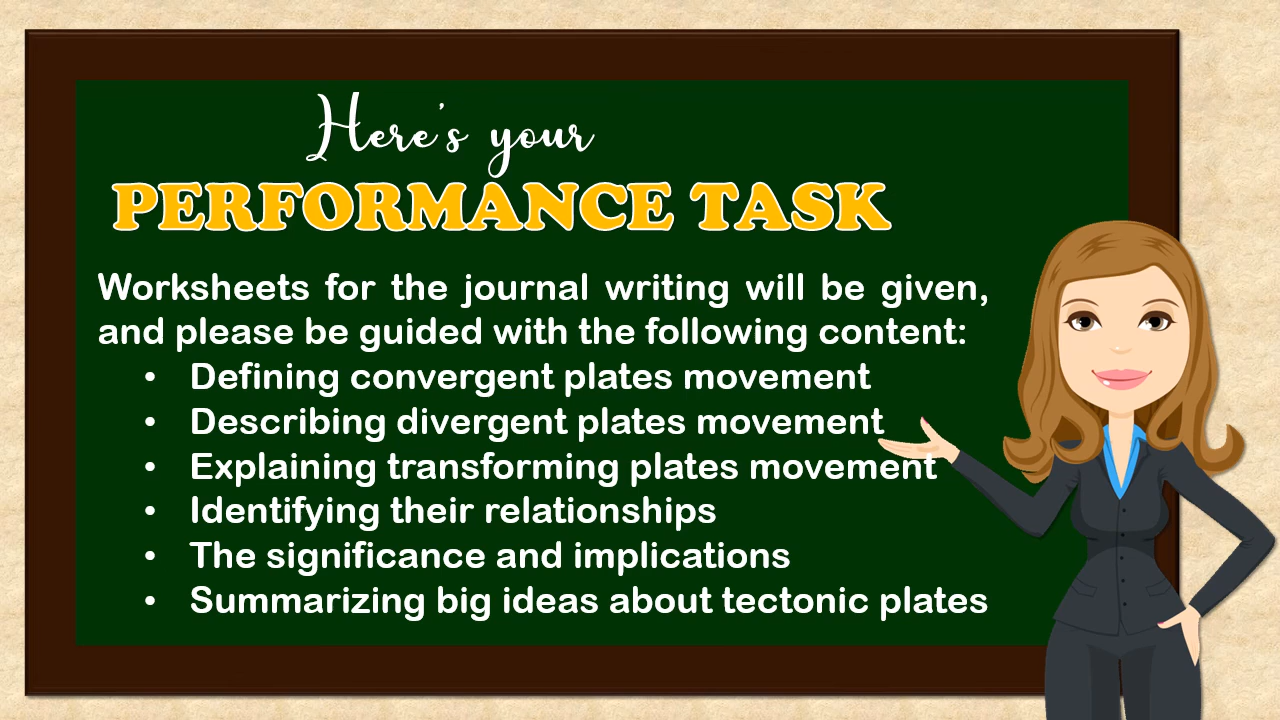 Here's your
PERFORMANCE TASK
Worksheets for the journal writing will be given,
and please be guided with the following content:
• Defining convergent plates movement
• Describing divergent plates movement
• Explaining transforming plates movement
• Identifying their relationships
• The significance and implications
• Summarizing big ideas about tectonic plates